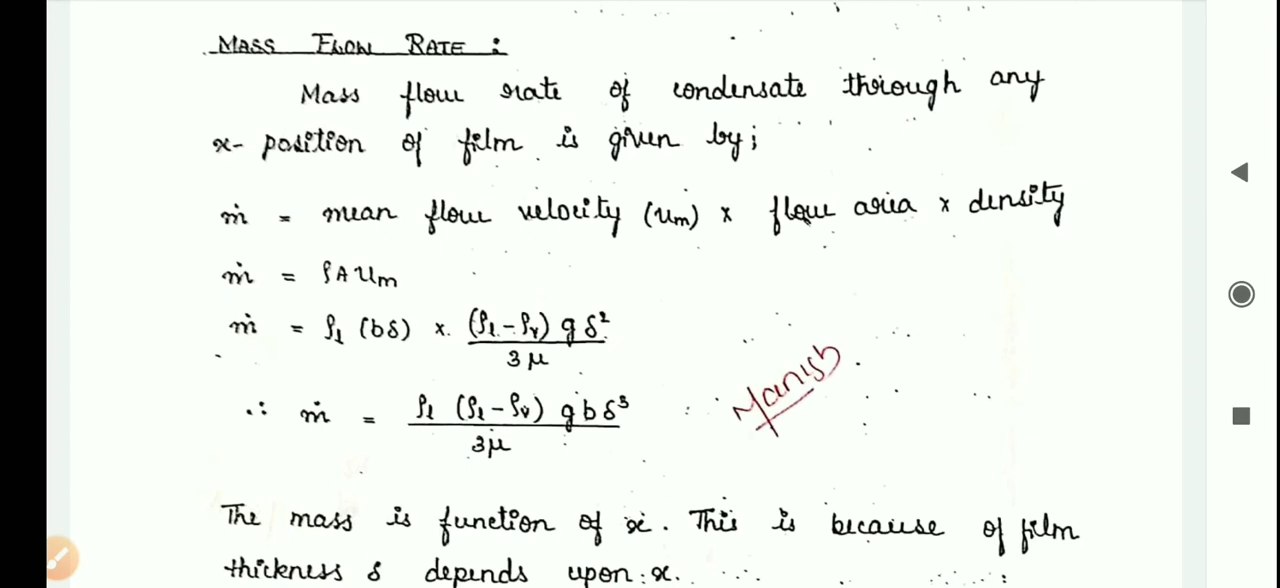 MASS FLOW RATE :
Mass flow rate of condensate through any
x- position of film is given by;
ṁ = mean flow velocity (um) × flow area × density
ṁ = ρ A Um
ṁ = ρl (bδ) × (ρl - ρv) g δ² / 3 μ
∴ ṁ = ρl (ρl - ρv) g b δ³ / 3μ
Manish
The mass is function of x. This is because of film
thickness δ depends upon x.